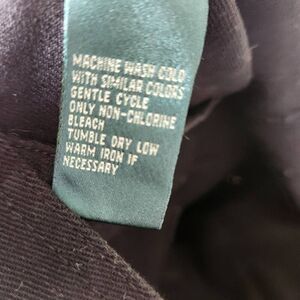 MACHINE WASH COLD
WITH SIMILAR COLORS
GENTLE CYCLE
ONLY NON-CHLORINE
BLEACH
TUMBLE DRY LOW
WARM IRON IF
NECESSARY